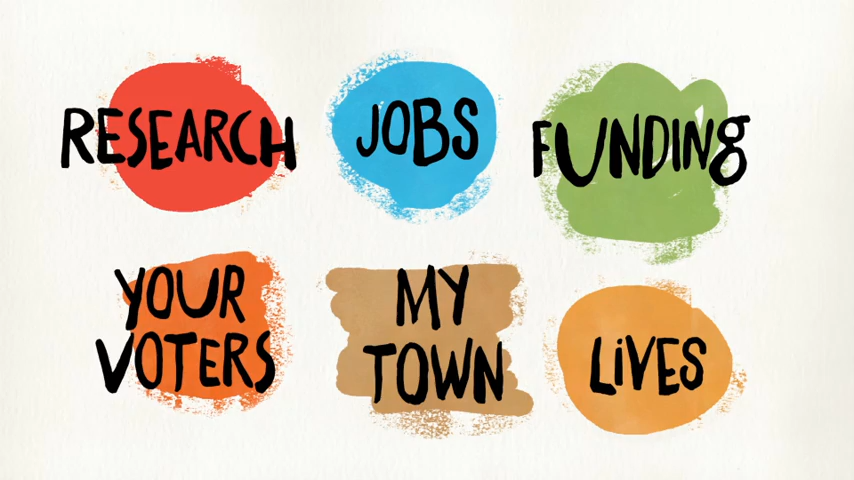 RESEARCH
JOBS
FUNDING
YOUR
VOTERS
MY
TOWN
LiVES